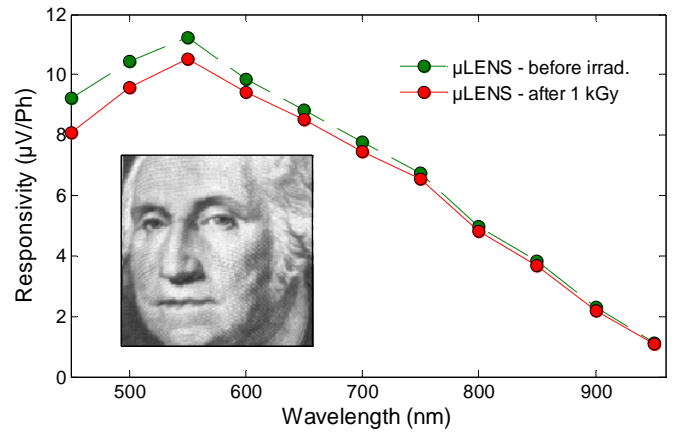 12
10
8
6
4
2
0
Responsivity (µV/Ph)
µLENS - before irrad.
µLENS - after 1 kGy
500 600 700 800 900
Wavelength (nm)